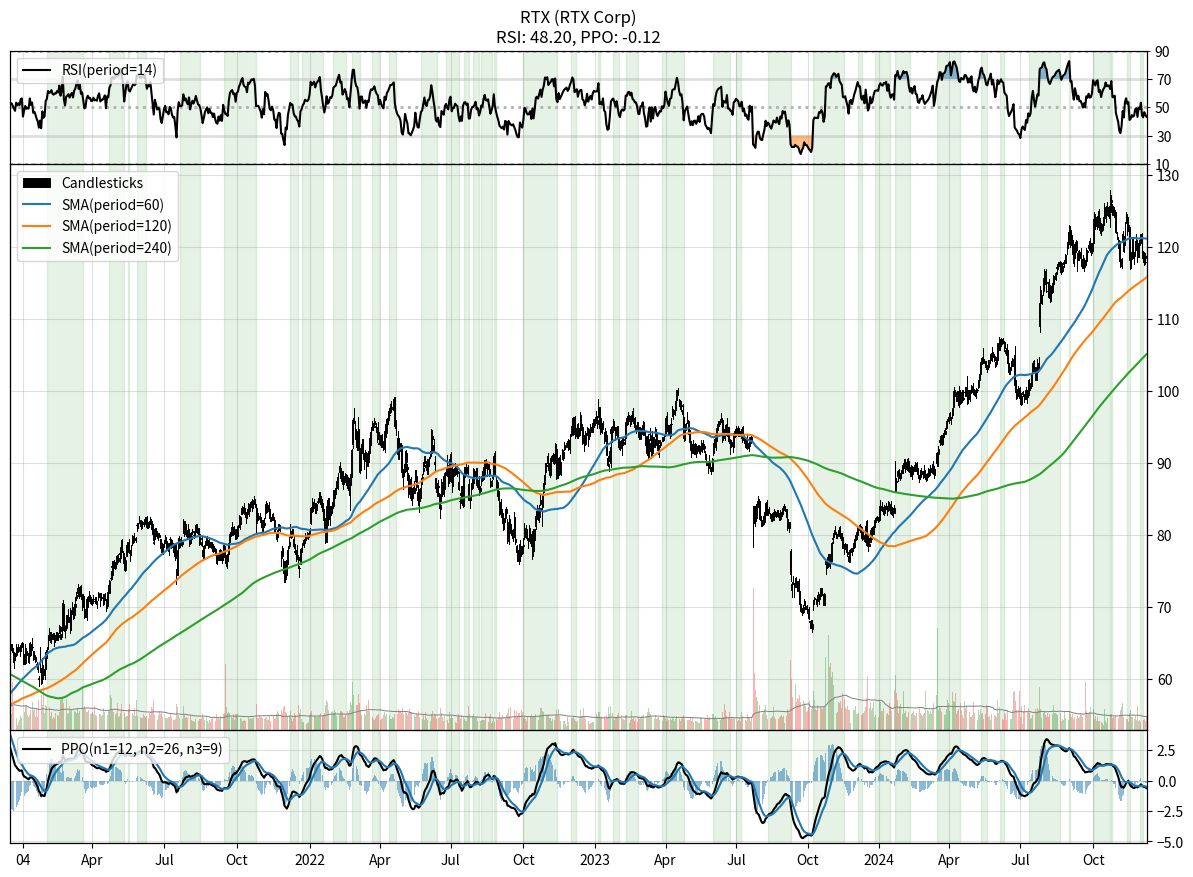 RTX (RTX Corp)
RSI: 48.20, PPO: -0.12
RSI(period=14)
90
70
50
30
10
Candlesticks
SMA(period=60)
SMA(period=120)
SMA(period=240)
130
120
110
100
90
80
70
60
PPO(n1=12, n2=26, n3=9)
2.5
0.0
-2.5
-5.0
04 Apr Jul Oct 2022 Apr Jul Oct 2023 Apr Jul Oct 2024 Apr Jul Oct